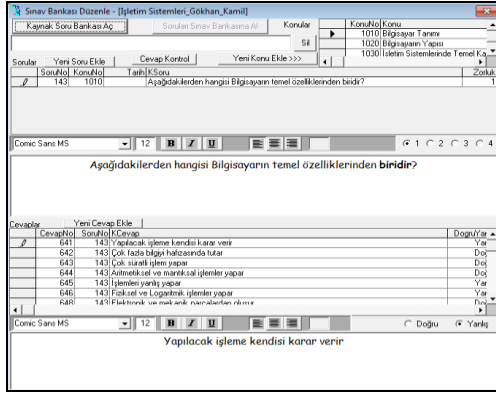 Sınav Bankası Düzenle - [İşletim Sistemleri_Gökhan_Kamil]
Kaynak Soru Bankası Aç
Sorulan Sınav Bankasına Al
Konular
Sil
KonuNo Konu
1010 Bilgisayar Tanımı
1020 Bilgisayarın Yapısı
1030 İşletim Sistemlerinde Temel Ka
Sorular
Yeni Soru Ekle
Cevap Kontrol
Yeni Konu Ekle >>>
SoruNo KonuNo Tarih KSoru Zorluk
143 1010 Aşağıdakilerden hangisi Bilgisayarın temel özelliklerinden biridir? 1
Comic Sans MS 12 B I U 1 2 3 4
Aşağıdakilerden hangisi Bilgisayarın temel özelliklerinden biridir?
Cevaplar
Yeni Cevap Ekle
CevapNo SoruNo KCevap DogruYar
641 143 Yapılacak işleme kendisi karar verir Yar
642 143 Çok fazla bilgiyi hafızasında tutar Doğ
643 143 Çok süratli işlem yapar Doğ
644 143 Aritmetiksel ve mantıksal işlemler yapar Doğ
645 143 İşlemleri yanlış yapar Yar
646 143 Fiziksel ve Logaritmik işlemler yapar Yar
648 143 Elektronik ve mekanik parçalardan oluşur Doğ
Comic Sans MS 12 B I U Doğru Yanlış
Yapılacak işleme kendisi karar verir